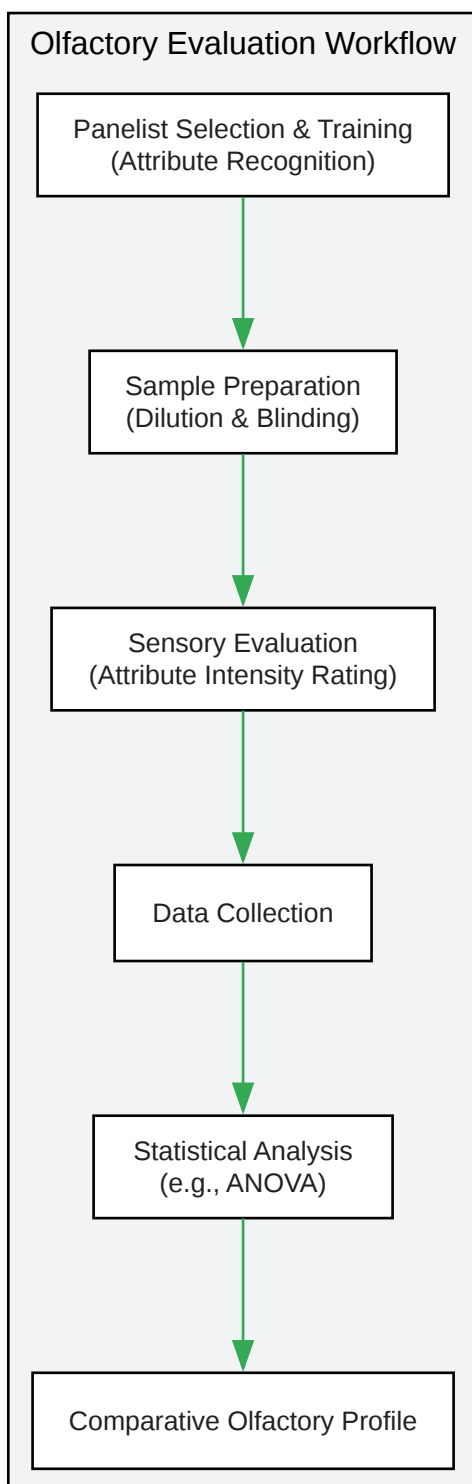 Olfactory Evaluation Workflow
Panelist Selection & Training
(Attribute Recognition)
Sample Preparation
(Dilution & Blinding)
Sensory Evaluation
(Attribute Intensity Rating)
Data Collection
Statistical Analysis
(e.g., ANOVA)
Comparative Olfactory Profile